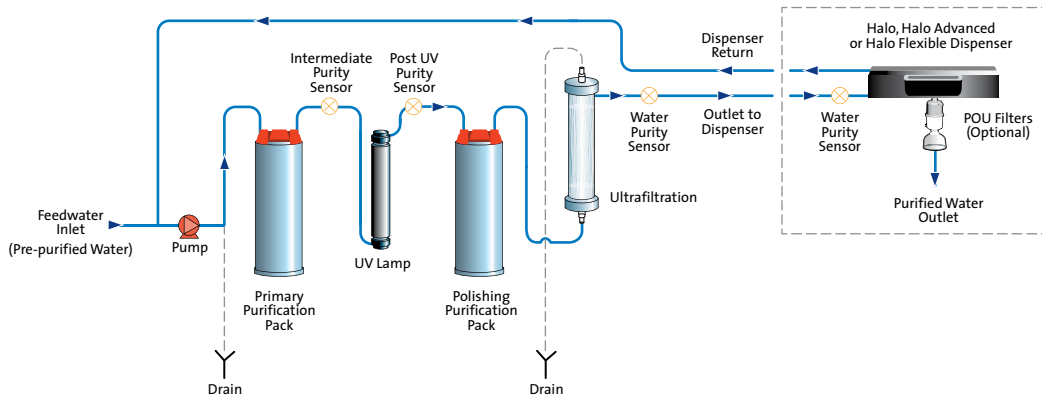 Halo, Halo Advanced
or Halo Flexible Dispenser
Dispenser
Return
Intermediate
Purity
Sensor
Post UV
Purity
Sensor
Water
Purity
Sensor
Outlet to
Dispenser
Water
Purity
Sensor
POU Filters
(Optional)
Ultrafiltration
Purified Water
Outlet
Feedwater
Inlet
(Pre-purified Water)
Pump
UV Lamp
Primary
Purification
Pack
Polishing
Purification
Pack
Drain
Drain